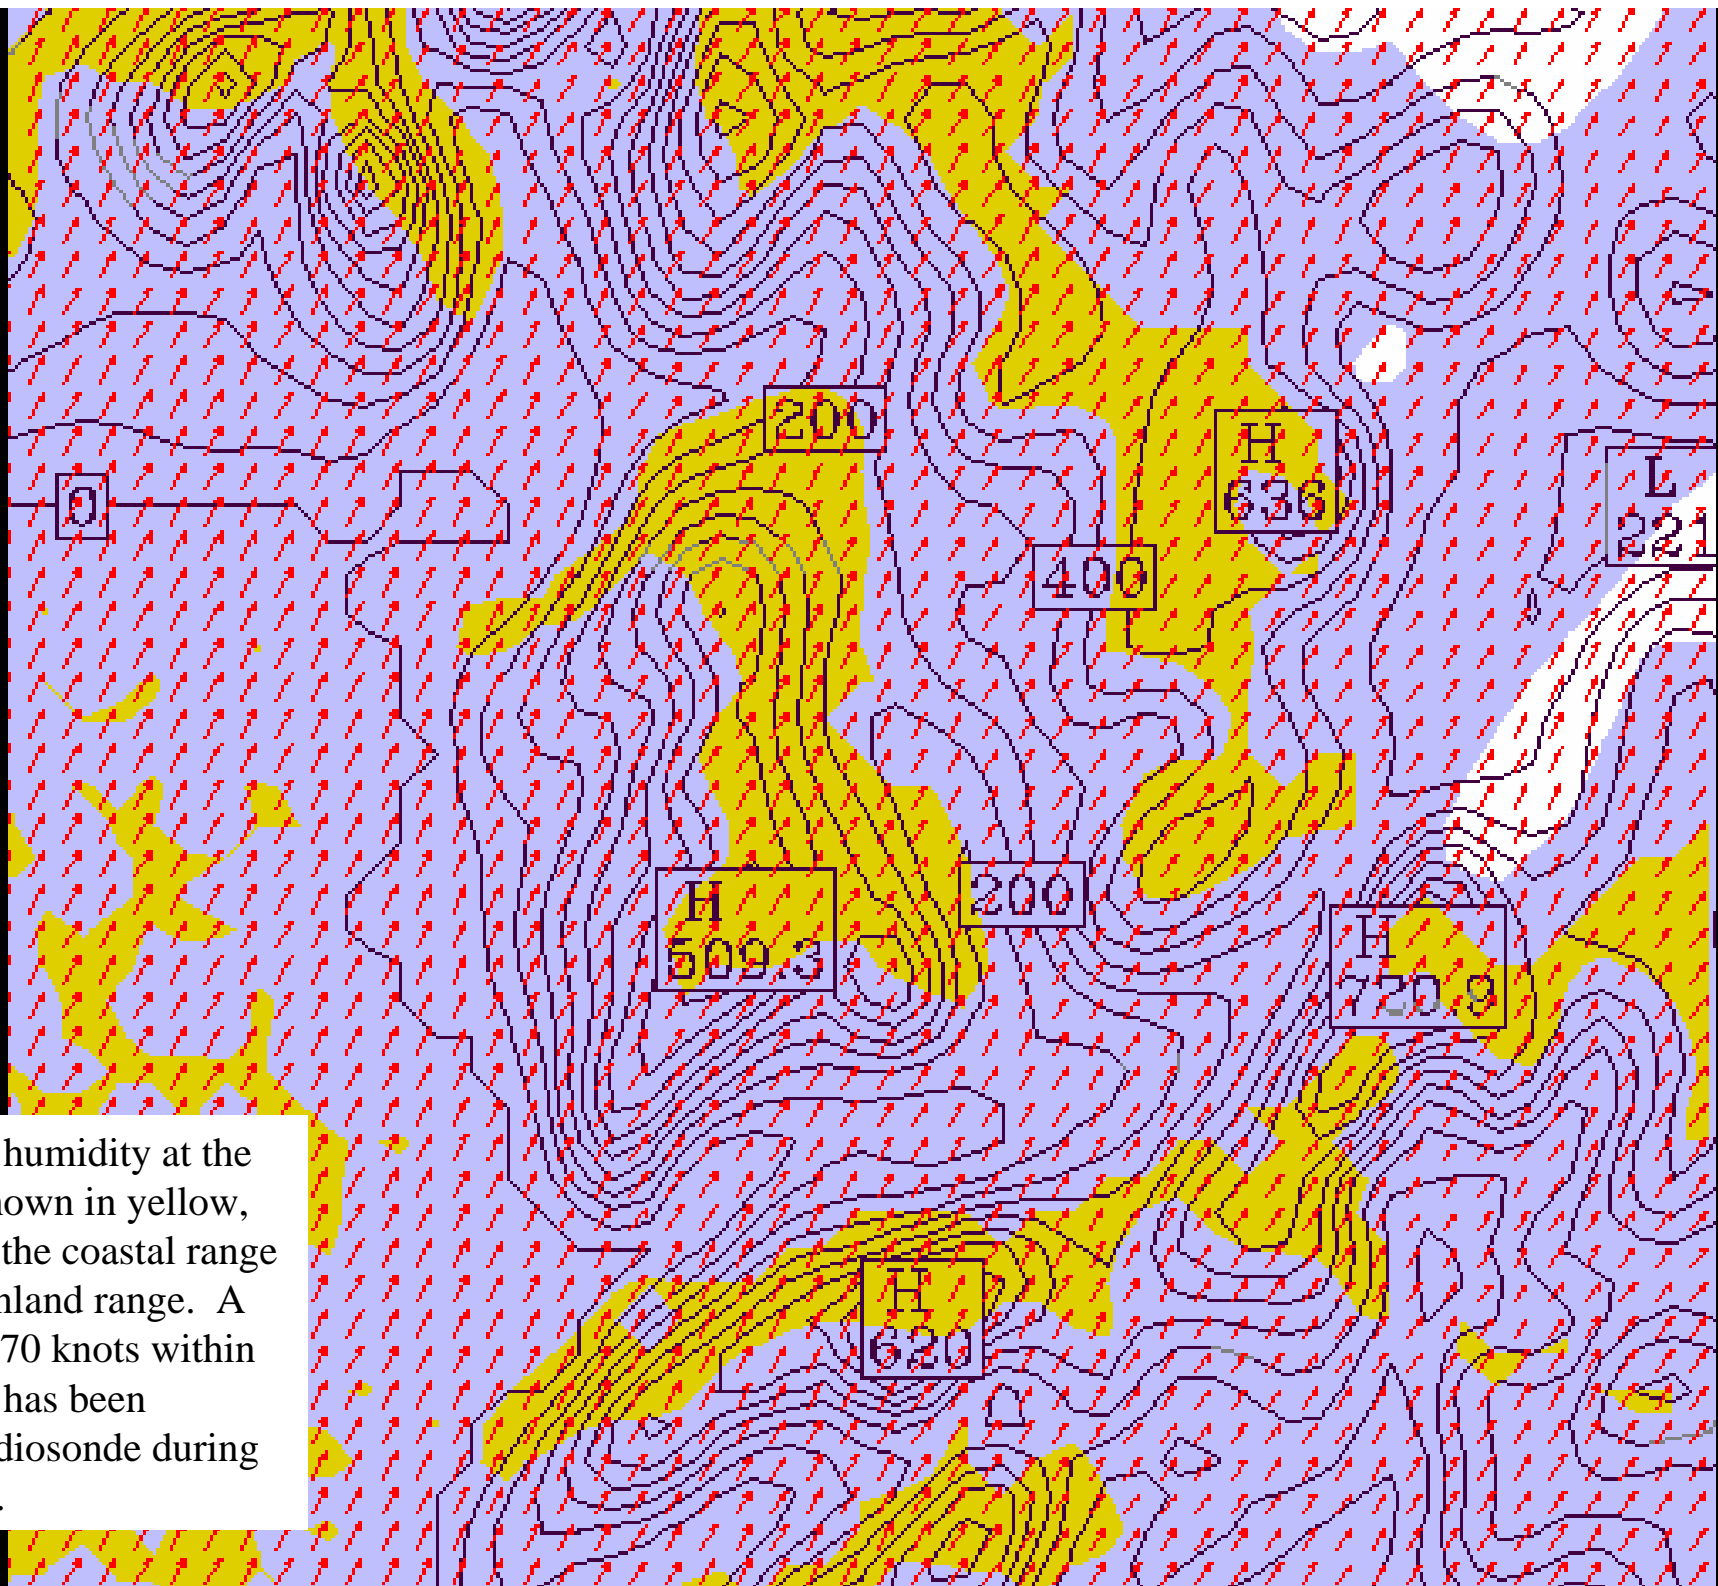 200
H
636
L
221
0
400
H
509.3
200
H
720.9
humidity at the
nown in yellow,
the coastal range
nland range. A
70 knots within
has been
diosonde during
.
H
620